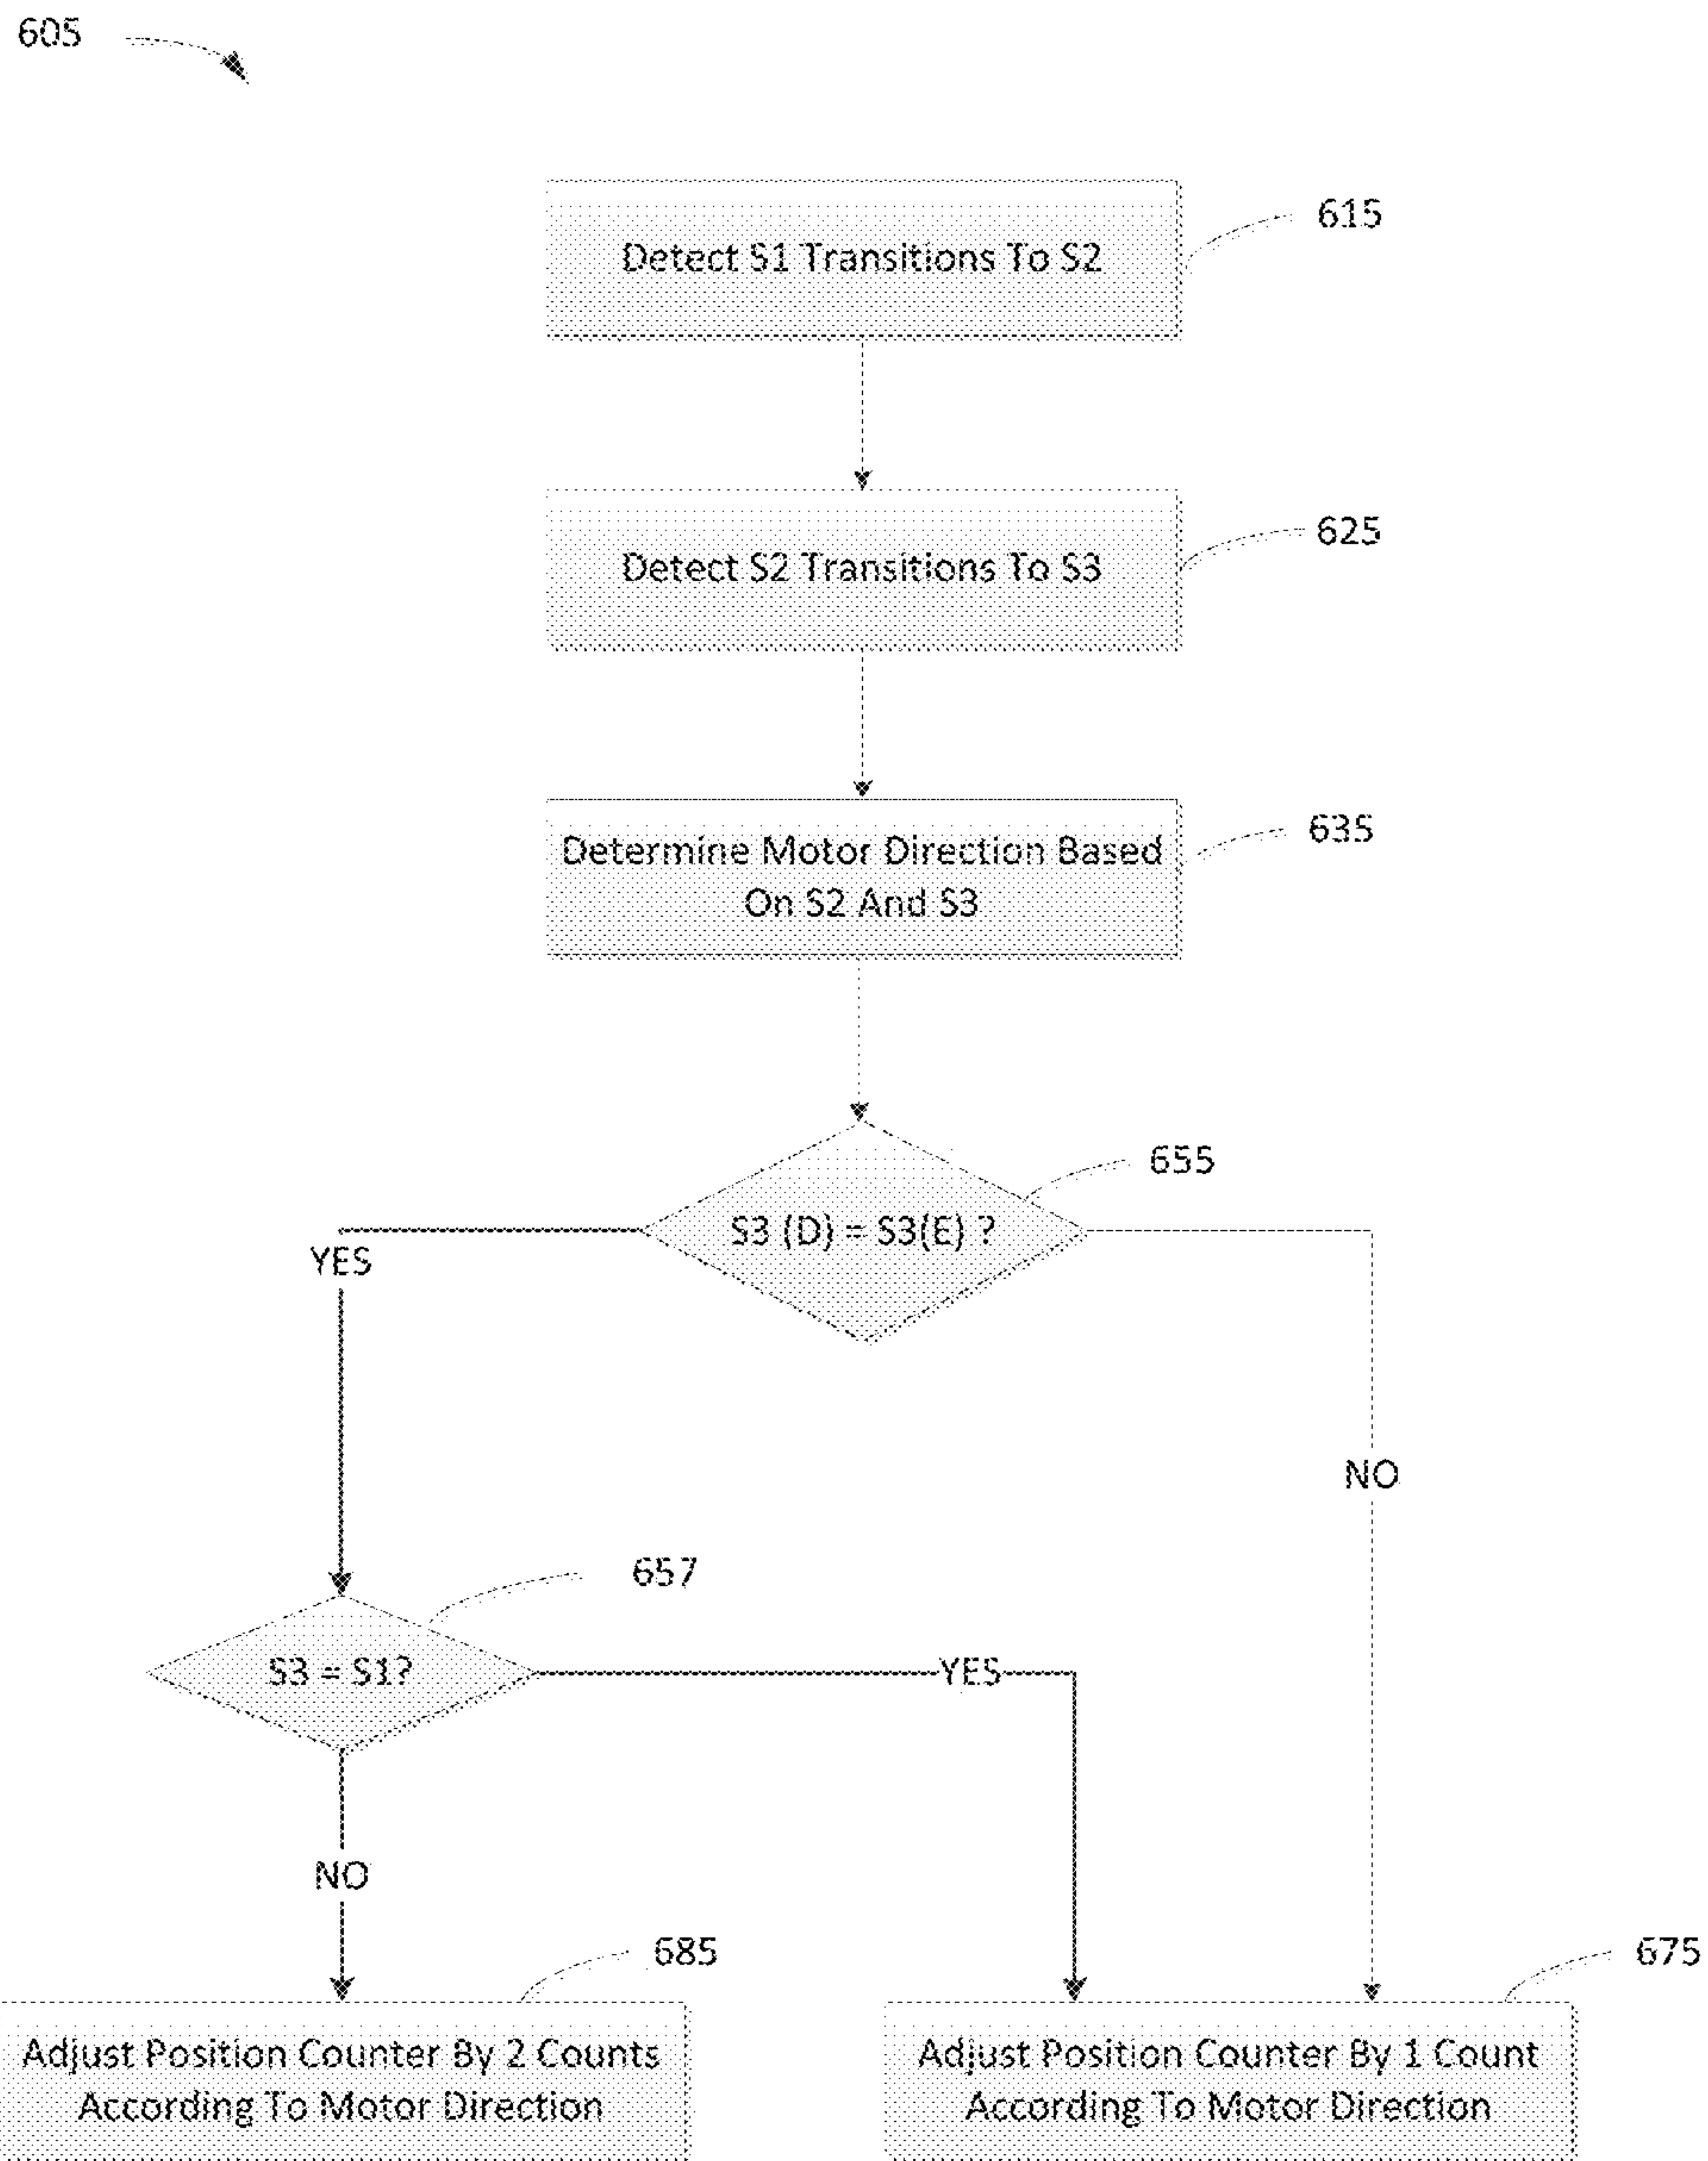 605
615
Detect S1 Transitions To S2
625
Detect S2 Transitions To S3
635
Determine Motor Direction Based
On S2 And S3
655
S3 (D) = S3(E) ?
YES
NO
657
S3 = S1?
YES
NO
685
675
Adjust Position Counter By 2 Counts
According To Motor Direction
Adjust Position Counter By 1 Count
According To Motor Direction